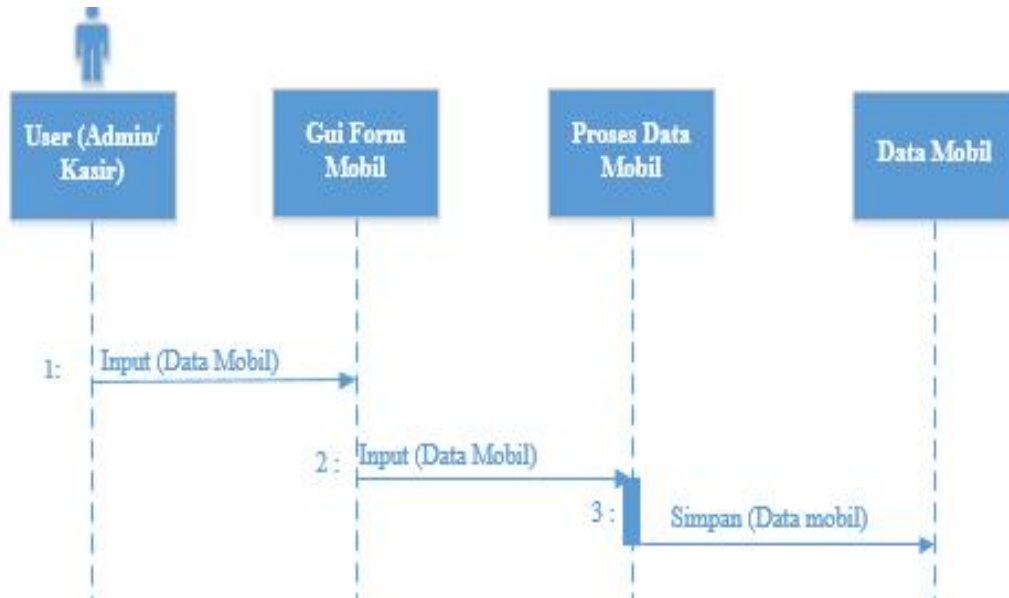 User (Admin/
Kasir)
Gui Form
Mobil
Proses Data
Mobil
Data Mobil
1:
Input (Data Mobil)
2 :
Input (Data Mobil)
3 :
Simpan (Data mobil)